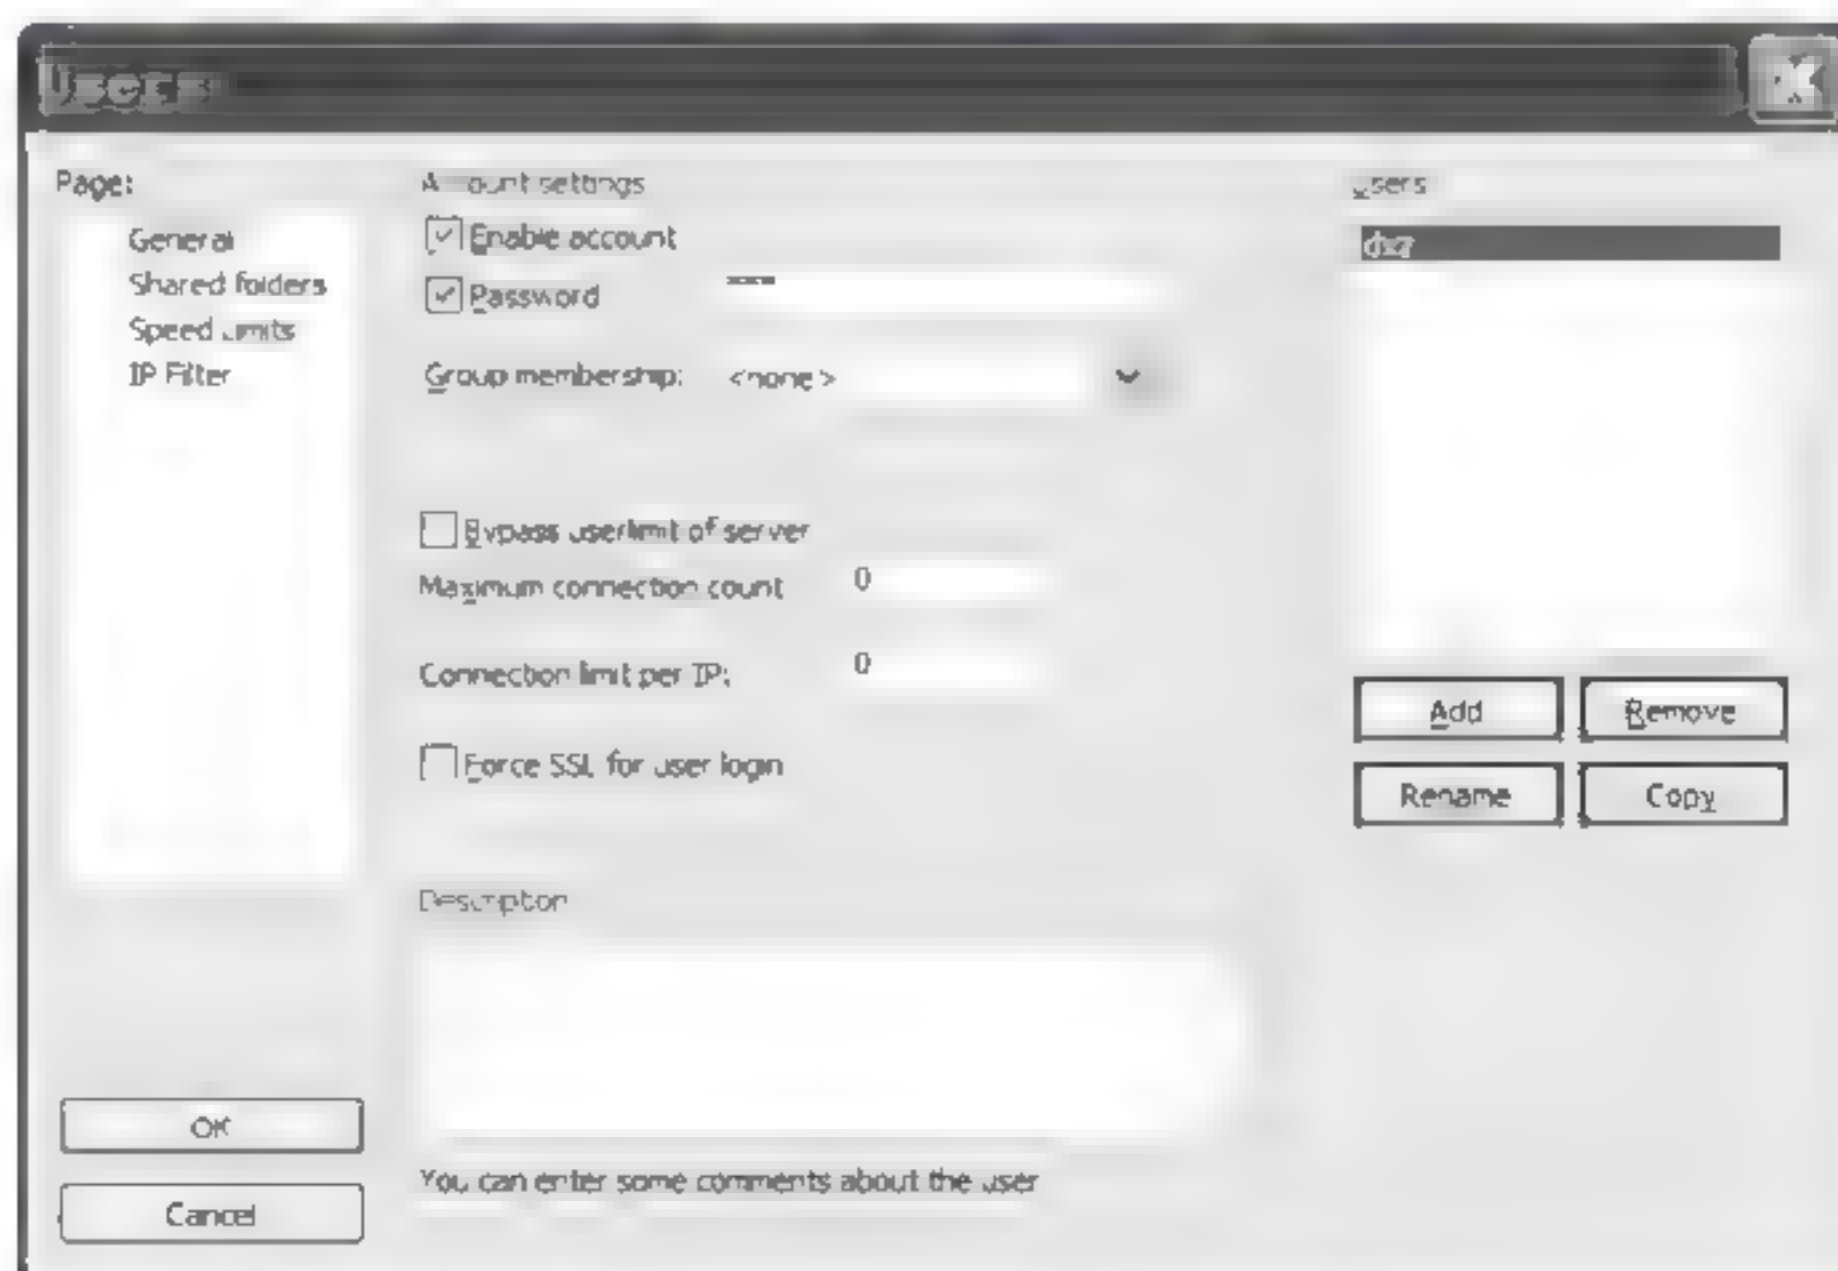 Users
Page:
General
Shared folders
Speed Limits
IP Filter
OK
Cancel
Account settings
Enable account
Password
Group membership: <none>
Bypass userlimit of server
Maximum connection count 0
Connection limit per IP: 0
Force SSL for user login
Description
You can enter some comments about the user
Users
Add Remove
Rename Copy